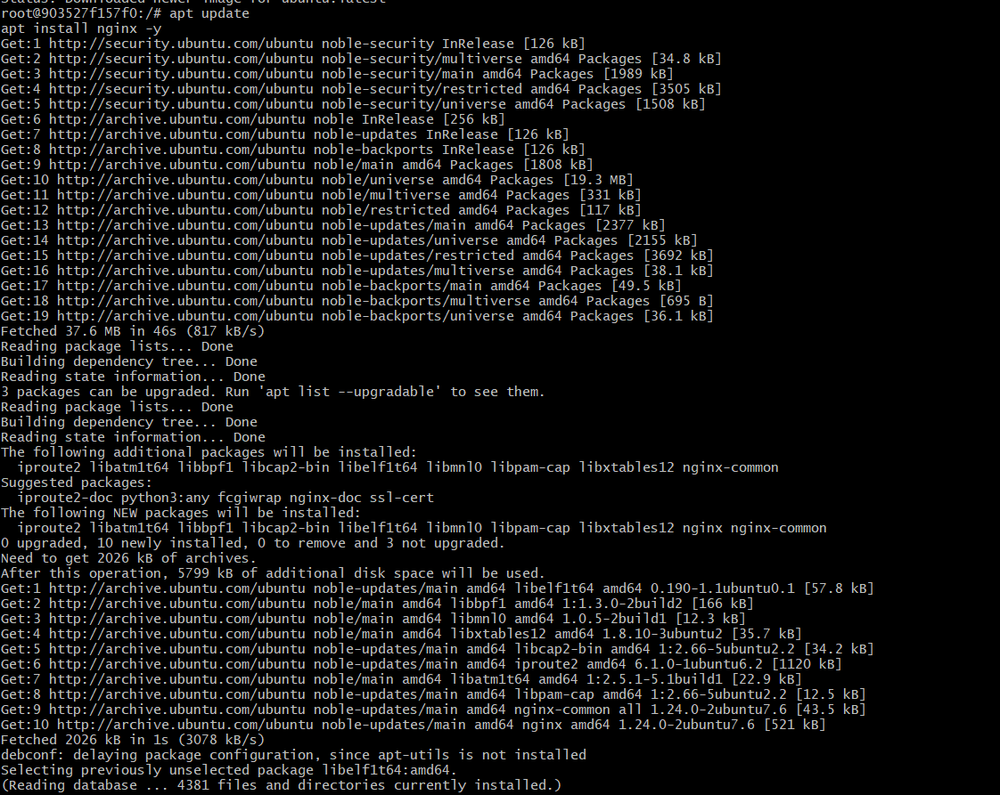 Status: Downloaded newer image for ubuntu:latest
root@903527f157f0:/# apt update
apt install nginx -y
Get:1 http://security.ubuntu.com/ubuntu noble-security InRelease [126 kB]
Get:2 http://security.ubuntu.com/ubuntu noble-security/multiverse amd64 Packages [34.8 kB]
Get:3 http://security.ubuntu.com/ubuntu noble-security/main amd64 Packages [1989 kB]
Get:4 http://security.ubuntu.com/ubuntu noble-security/restricted amd64 Packages [3505 kB]
Get:5 http://security.ubuntu.com/ubuntu noble-security/universe amd64 Packages [1508 kB]
Get:6 http://archive.ubuntu.com/ubuntu noble InRelease [256 kB]
Get:7 http://archive.ubuntu.com/ubuntu noble-updates InRelease [126 kB]
Get:8 http://archive.ubuntu.com/ubuntu noble-backports InRelease [126 kB]
Get:9 http://archive.ubuntu.com/ubuntu noble/main amd64 Packages [1808 kB]
Get:10 http://archive.ubuntu.com/ubuntu noble/universe amd64 Packages [19.3 MB]
Get:11 http://archive.ubuntu.com/ubuntu noble/multiverse amd64 Packages [331 kB]
Get:12 http://archive.ubuntu.com/ubuntu noble/restricted amd64 Packages [117 kB]
Get:13 http://archive.ubuntu.com/ubuntu noble-updates/main amd64 Packages [2377 kB]
Get:14 http://archive.ubuntu.com/ubuntu noble-updates/universe amd64 Packages [2155 kB]
Get:15 http://archive.ubuntu.com/ubuntu noble-updates/restricted amd64 Packages [3692 kB]
Get:16 http://archive.ubuntu.com/ubuntu noble-updates/multiverse amd64 Packages [38.1 kB]
Get:17 http://archive.ubuntu.com/ubuntu noble-backports/main amd64 Packages [49.5 kB]
Get:18 http://archive.ubuntu.com/ubuntu noble-backports/multiverse amd64 Packages [695 B]
Get:19 http://archive.ubuntu.com/ubuntu noble-backports/universe amd64 Packages [36.1 kB]
Fetched 37.6 MB in 46s (817 kB/s)
Reading package lists... Done
Building dependency tree... Done
Reading state information... Done
3 packages can be upgraded. Run 'apt list --upgradable' to see them.
Reading package lists... Done
Building dependency tree... Done
Reading state information... Done
The following additional packages will be installed:
  iproute2 libatm1t64 libbpf1 libcap2-bin libelf1t64 libmnl0 libpam-cap libxtables12 nginx-common
Suggested packages:
  iproute2-doc python3:any fcgiwrap nginx-doc ssl-cert
The following NEW packages will be installed:
  iproute2 libatm1t64 libbpf1 libcap2-bin libelf1t64 libmnl0 libpam-cap libxtables12 nginx nginx-common
0 upgraded, 10 newly installed, 0 to remove and 3 not upgraded.
Need to get 2026 kB of archives.
After this operation, 5799 kB of additional disk space will be used.
Get:1 http://archive.ubuntu.com/ubuntu noble-updates/main amd64 libelf1t64 amd64 0.190-1.1ubuntu0.1 [57.8 kB]
Get:2 http://archive.ubuntu.com/ubuntu noble/main amd64 libbpf1 amd64 1:1.3.0-2build2 [166 kB]
Get:3 http://archive.ubuntu.com/ubuntu noble/main amd64 libmnl0 amd64 1.0.5-2build1 [12.3 kB]
Get:4 http://archive.ubuntu.com/ubuntu noble/main amd64 libxtables12 amd64 1.8.10-3ubuntu2 [35.7 kB]
Get:5 http://archive.ubuntu.com/ubuntu noble-updates/main amd64 libcap2-bin amd64 1:2.66-5ubuntu2.2 [34.2 kB]
Get:6 http://archive.ubuntu.com/ubuntu noble-updates/main amd64 iproute2 amd64 6.1.0-1ubuntu6.2 [1120 kB]
Get:7 http://archive.ubuntu.com/ubuntu noble/main amd64 libatm1t64 amd64 1:2.5.1-5.1build1 [22.9 kB]
Get:8 http://archive.ubuntu.com/ubuntu noble-updates/main amd64 libpam-cap amd64 1:2.66-5ubuntu2.2 [12.5 kB]
Get:9 http://archive.ubuntu.com/ubuntu noble-updates/main amd64 nginx-common all 1.24.0-2ubuntu7.6 [43.5 kB]
Get:10 http://archive.ubuntu.com/ubuntu noble-updates/main amd64 nginx amd64 1.24.0-2ubuntu7.6 [521 kB]
Fetched 2026 kB in 1s (3078 kB/s)
debconf: delaying package configuration, since apt-utils is not installed
Selecting previously unselected package libelf1t64:amd64.
(Reading database ... 4381 files and directories currently installed.)